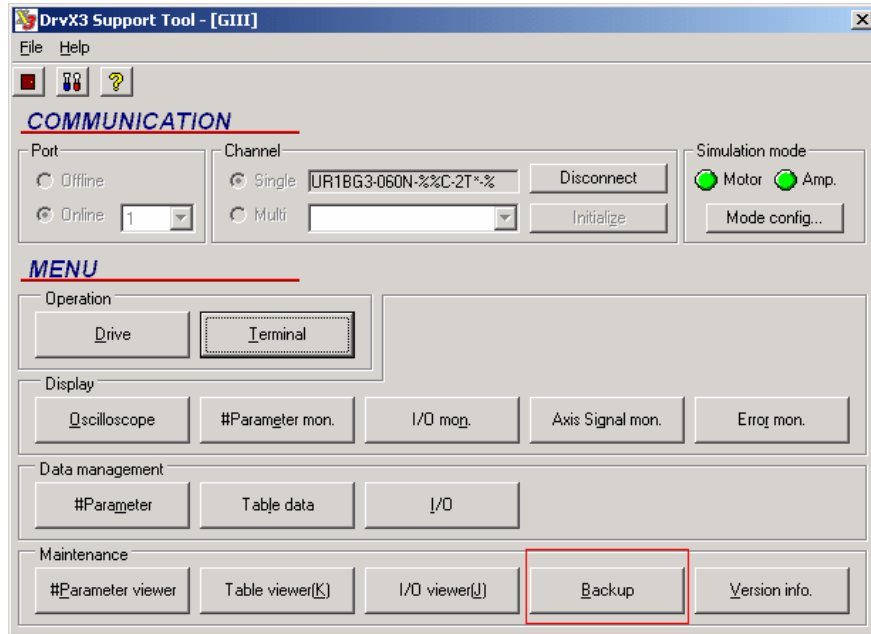 DrvX3 Support Tool - [GIII]
File Help
COMMUNICATION
Port
Offline
Online 1
Channel
Single UR1BG3-060N-%%C-2T*-% Disconnect
Multi Initialize
Simulation mode
Motor Amp.
Mode config...
MENU
Operation
Drive Terminal
Display
Oscilloscope #Parameter mon. I/O mon. Axis Signal mon. Error mon.
Data management
#Parameter Table data I/O
Maintenance
#Parameter viewer Table viewer(K) I/O viewer(J) Backup Version info.